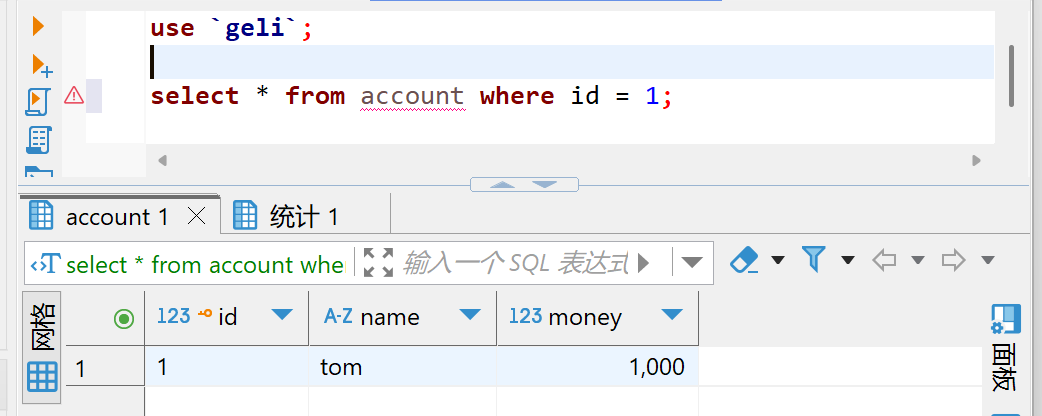 use `geli`;
select * from account where id = 1;
account 1
统计 1
select * from account whe
输入一个 SQL 表达式
网格
123 id
A-Z name
123 money
1
1
tom
1,000
面板